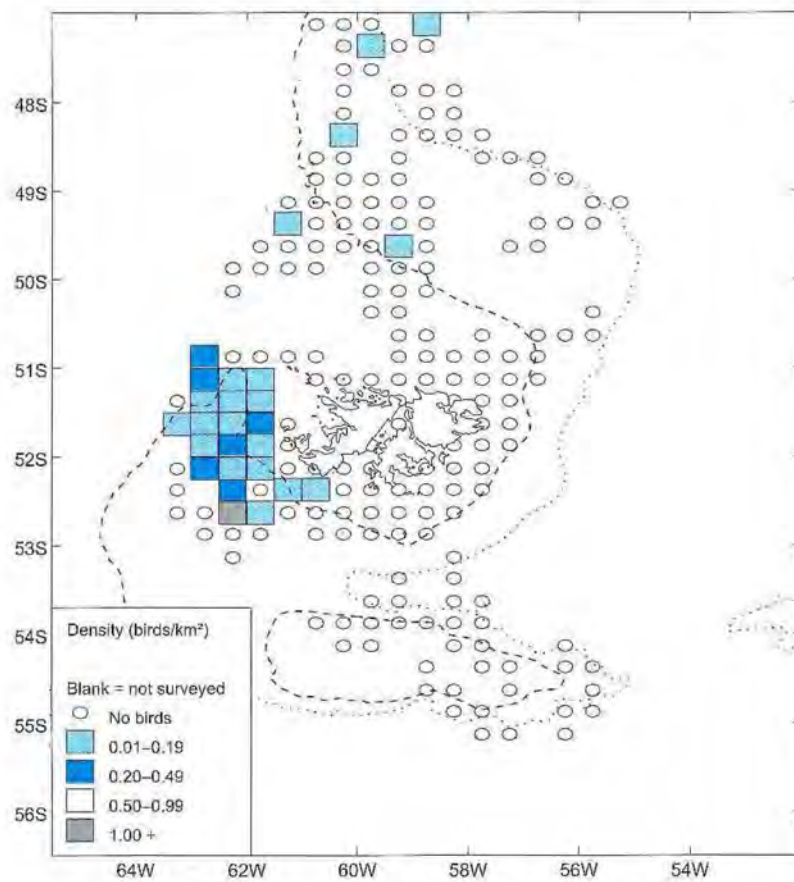 48S
49S
50S
51S
52S
53S
54S
55S
56S
Density (birds/km²)
Blank = not surveyed
No birds
0.01–0.19
0.20–0.49
0.50–0.99
1.00 +
64W 62W 60W 58W 56W 54W